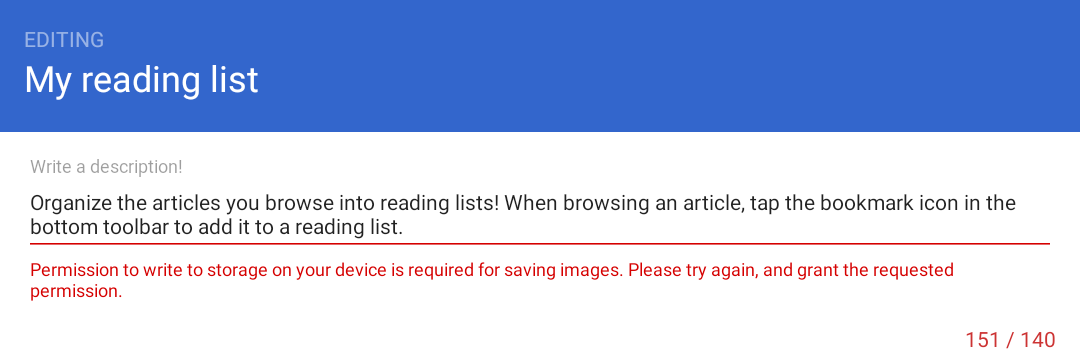 EDITING
My reading list
Write a description!
Organize the articles you browse into reading lists! When browsing an article, tap the bookmark icon in the
bottom toolbar to add it to a reading list.
Permission to write to storage on your device is required for saving images. Please try again, and grant the requested
permission.
151 / 140